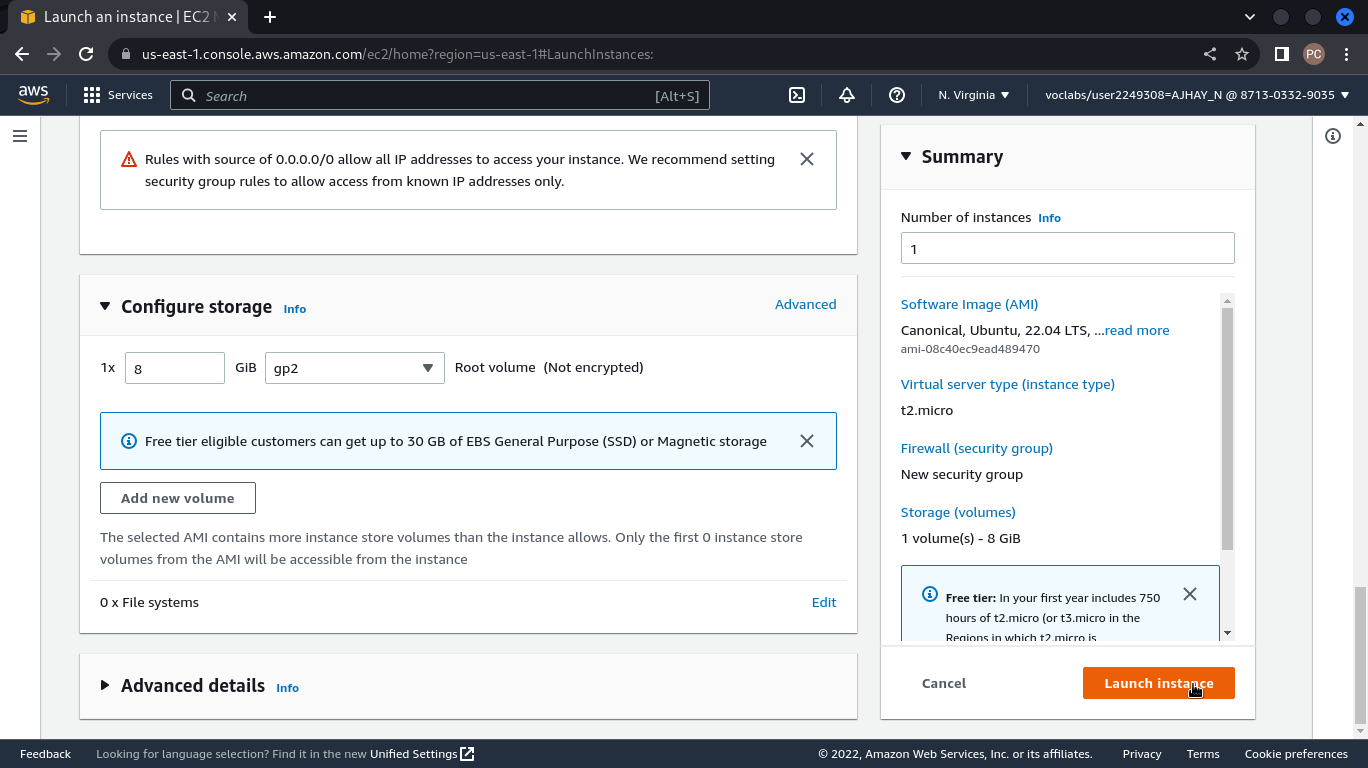 Launch an instance | EC2 M
us-east-1.console.aws.amazon.com/ec2/home?region=us-east-1#LaunchInstances:
PC
aws
Services
Search
[Alt+S]
N. Virginia
voclabs/user2249308=AJHAY_N @ 8713-0332-9035
Rules with source of 0.0.0.0/0 allow all IP addresses to access your instance. We recommend setting
security group rules to allow access from known IP addresses only.
Configure storage Info
Advanced
1x 8 GiB gp2 Root volume (Not encrypted)
Free tier eligible customers can get up to 30 GB of EBS General Purpose (SSD) or Magnetic storage
Add new volume
The selected AMI contains more instance store volumes than the instance allows. Only the first 0 instance store
volumes from the AMI will be accessible from the instance
0 x File systems
Edit
Advanced details Info
Summary
Number of instances Info
1
Software Image (AMI)
Canonical, Ubuntu, 22.04 LTS, ...read more
ami-08c40ec9ead489470
Virtual server type (instance type)
t2.micro
Firewall (security group)
New security group
Storage (volumes)
1 volume(s) - 8 GiB
Free tier: In your first year includes 750
hours of t2.micro (or t3.micro in the
Regions in which t2.micro is
Cancel
Launch instance
Feedback
Looking for language selection? Find it in the new Unified Settings
© 2022, Amazon Web Services, Inc. or its affiliates.
Privacy
Terms
Cookie preferences